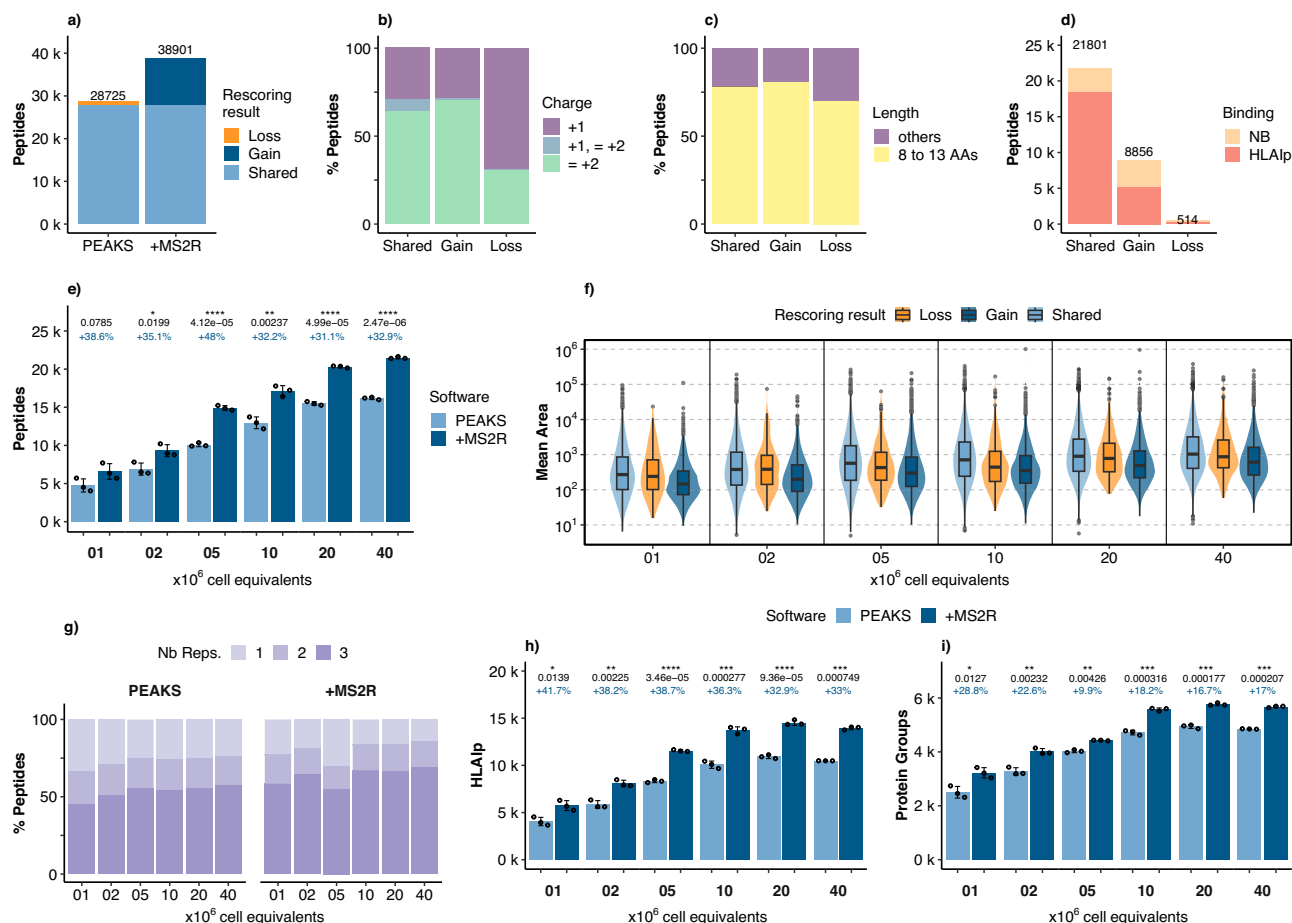 a)
40 k
30 k
20 k
10 k
0 k
Peptides
38901
28725
PEAKS
+MS2R
Rescoring
result
Loss
Gain
Shared
b)
100
50
0
% Peptides
Shared
Gain
Loss
Charge
+1
+1, = +2
= +2
c)
100
50
0
% Peptides
Shared
Gain
Loss
Length
others
8 to 13 AAs
d)
25 k
20 k
15 k
10 k
5 k
0 k
Peptides
21801
8856
514
Shared
Gain
Loss
Binding
NB
HLAIp
e)
* **** ** **** ****
0.0785 0.0199 4.12e−05 0.00237 4.99e−05 2.47e−06
+38.6% +35.1% +48% +32.2% +31.1% +32.9%
25 k
20 k
15 k
10 k
5 k
0 k
Peptides
01 02 05 10 20 40
x10⁶ cell equivalents
Software
PEAKS
+MS2R
f)
Rescoring result Loss Gain Shared
10⁶
10⁵
10⁴
10³
10²
10¹
Mean Area
01 02 05 10 20 40
x10⁶ cell equivalents
g)
Nb Reps. 1 2 3
PEAKS +MS2R
100
50
0
% Peptides
01 02 05 10 20 40 01 02 05 10 20 40
x10⁶ cell equivalents
Software PEAKS +MS2R
h)
* ** **** *** **** ***
0.0139 0.00225 3.46e−05 0.000277 9.36e−05 0.000749
+41.7% +38.2% +38.7% +36.3% +32.9% +33%
20 k
15 k
10 k
5 k
0 k
HLAIp
01 02 05 10 20 40
x10⁶ cell equivalents
i)
* ** ** *** *** ***
0.0127 0.00232 0.00426 0.000316 0.000177 0.000207
+28.8% +22.6% +9.9% +18.2% +16.7% +17%
6 k
4 k
2 k
0 k
Protein Groups
01 02 05 10 20 40
x10⁶ cell equivalents